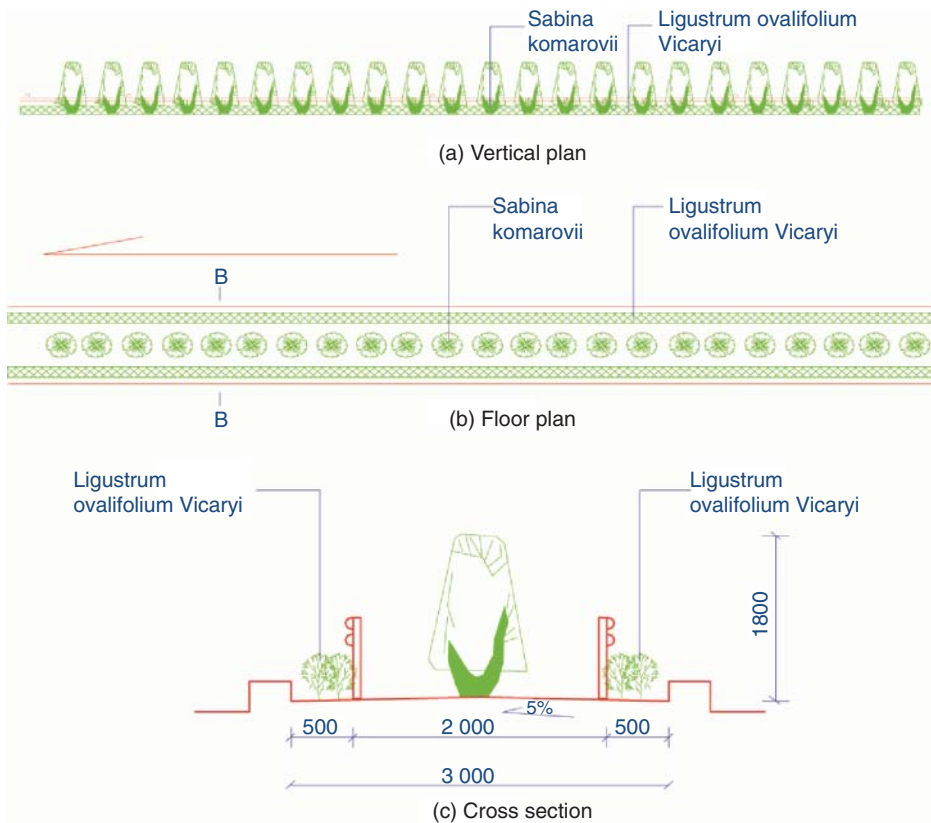 Sabina
komarovii
Ligustrum ovalifolium
Vicaryi
(a) Vertical plan
Sabina
komarovii
Ligustrum
ovalifolium Vicaryi
B
B
(b) Floor plan
Ligustrum
ovalifolium Vicaryi
Ligustrum
ovalifolium Vicaryi
1800
5%
500
2 000
500
3 000
(c) Cross section